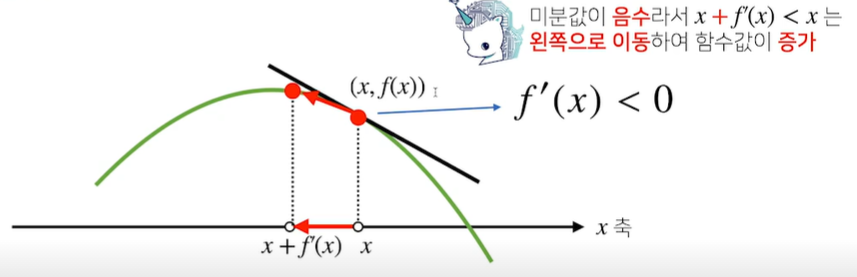 미분값이 음수라서 x + f′(x) < x 는
왼쪽으로 이동하여 함수값이 증가
(x, f(x))
f′(x) < 0
x 축
x + f′(x) x